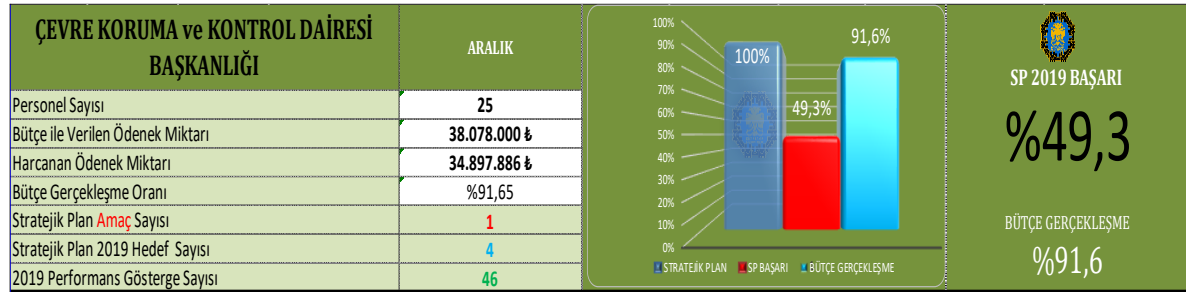 ÇEVRE KORUMA ve KONTROL DAİRESİ
BAŞKANLIĞI
ARALIK
Personel Sayısı
25
Bütçe ile Verilen Ödenek Miktarı
38.078.000 ₺
Harcanan Ödenek Miktarı
34.897.886 ₺
Bütçe Gerçekleşme Oranı
%91,65
Stratejik Plan Amaç Sayısı
1
Stratejik Plan 2019 Hedef Sayısı
4
2019 Performans Gösterge Sayısı
46
100%
90%
80%
70%
60%
50%
40%
30%
20%
10%
0%
100%
49,3%
91,6%
STRATEJİK PLAN
SP BAŞARI
BÜTÇE GERÇEKLEŞME
SP 2019 BAŞARI
%49,3
BÜTÇE GERÇEKLEŞME
%91,6